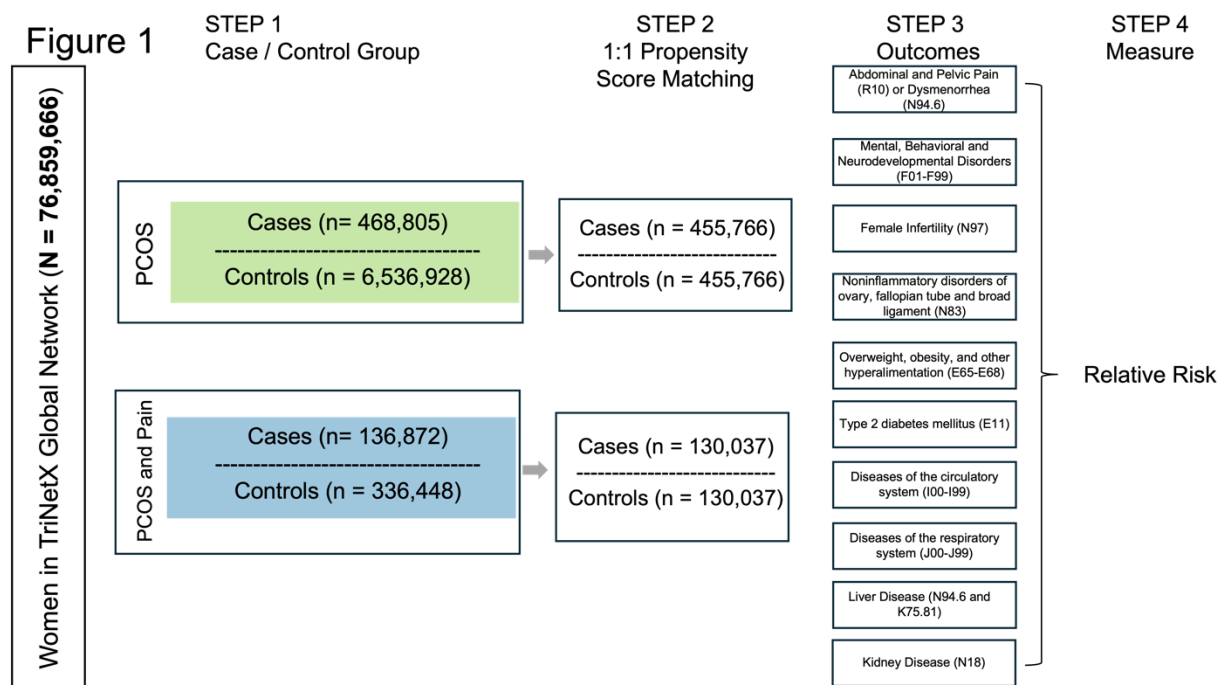 Figure 1
STEP 1
Case / Control Group
STEP 2
1:1 Propensity
Score Matching
STEP 3
Outcomes
STEP 4
Measure
Women in TriNetX Global Network (N = 76,859,666)
PCOS
Cases (n= 468,805)
-----------------------------------
Controls (n = 6,536,928)
Cases (n = 455,766)
----------------------------
Controls (n = 455,766)
PCOS and Pain
Cases (n= 136,872)
-----------------------------------
Controls (n = 336,448)
Cases (n = 130,037)
----------------------------
Controls (n = 130,037)
Abdominal and Pelvic Pain
(R10) or Dysmenorrhea
(N94.6)
Mental, Behavioral and
Neurodevelopmental Disorders
(F01-F99)
Female Infertility (N97)
Noninflammatory disorders of
ovary, fallopian tube and broad
ligament (N83)
Overweight, obesity, and other
hyperalimentation (E65-E68)
Type 2 diabetes mellitus (E11)
Diseases of the circulatory
system (I00-I99)
Diseases of the respiratory
system (J00-J99)
Liver Disease (N94.6 and
K75.81)
Kidney Disease (N18)
Relative Risk